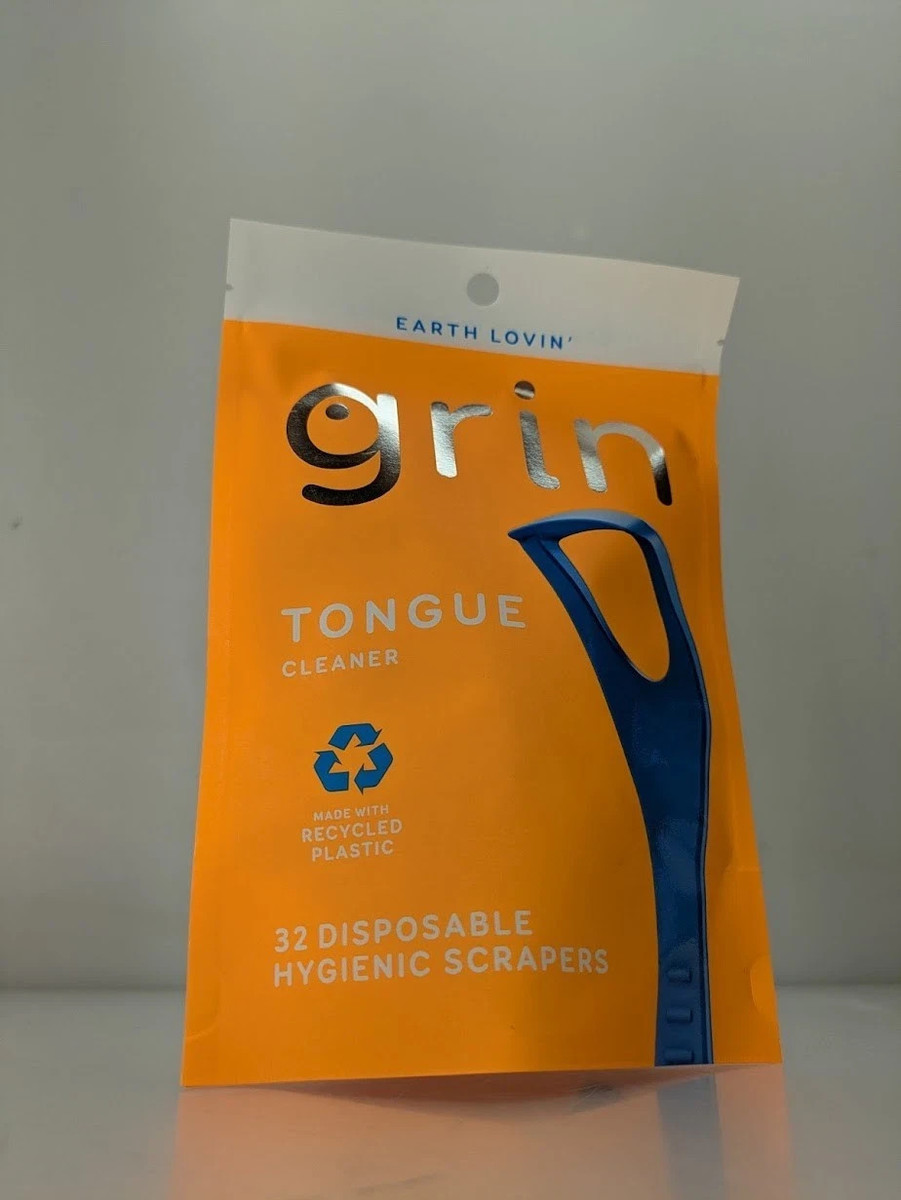 EARTH LOVIN'
grin
TONGUE
CLEANER
MADE WITH
RECYCLED
PLASTIC
32 DISPOSABLE
HYGIENIC SCRAPERS